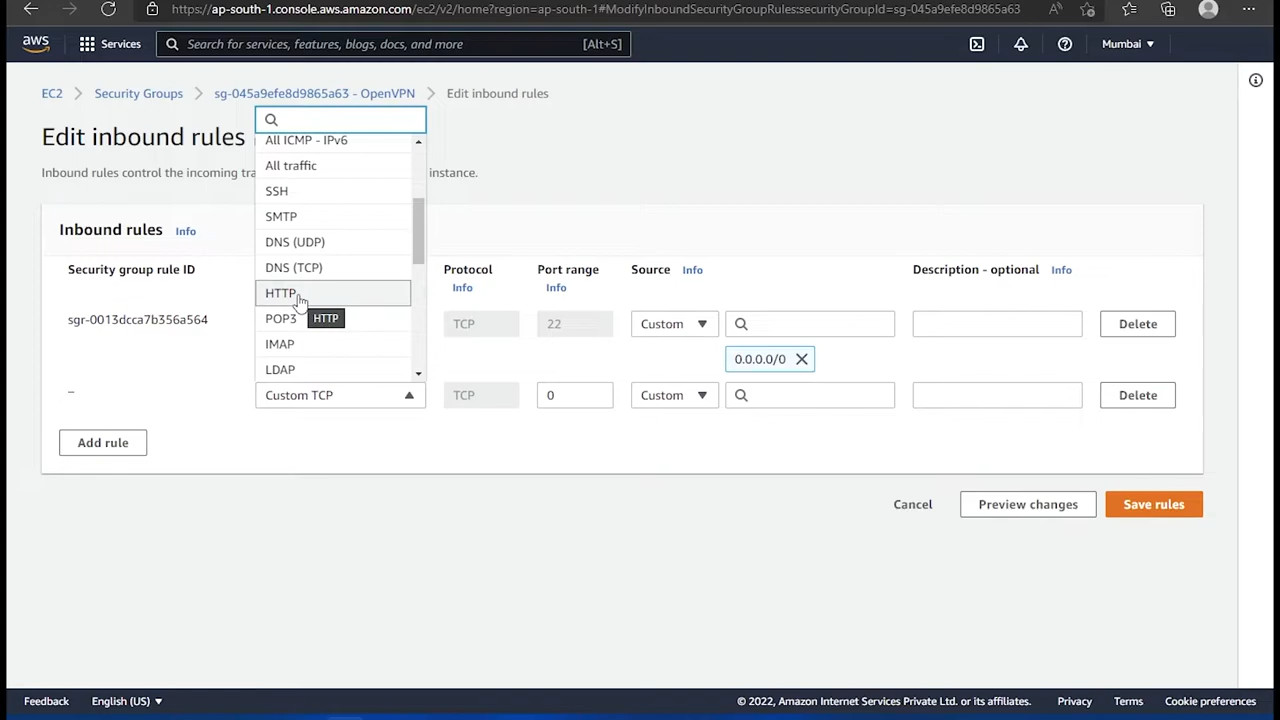 https://ap-south-1.console.aws.amazon.com/ec2/v2/home?region=ap-south-1#ModifyInboundSecurityGroupRules:securityGroupId=sg-045a9efe8d9865a63
aws
Services
Search for services, features, blogs, docs, and more
[Alt+S]
Mumbai
EC2
Security Groups
sg-045a9efe8d9865a63 - OpenVPN
Edit inbound rules
Edit inbound rules
Inbound rules control the incoming tra
instance.
All ICMP - IPv6
All traffic
SSH
SMTP
DNS (UDP)
DNS (TCP)
HTTP
POP3
HTTP
IMAP
LDAP
Inbound rules
Info
Security group rule ID
Protocol
Info
Port range
Info
Source
Info
Description - optional
Info
sgr-0013dcca7b356a564
TCP
22
Custom
Delete
0.0.0.0/0
–
Custom TCP
TCP
0
Custom
Delete
Add rule
Cancel
Preview changes
Save rules
Feedback
English (US)
© 2022, Amazon Internet Services Private Ltd. or its affiliates.
Privacy
Terms
Cookie preferences